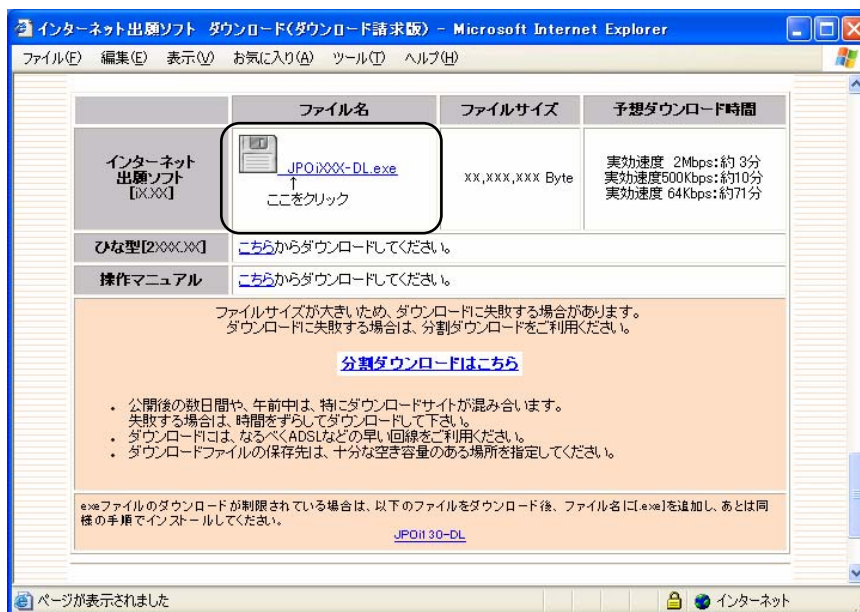 インターネット出願ソフト ダウンロード(ダウンロード請求版) - Microsoft Internet Explorer
ファイル(F) 編集(E) 表示(V) お気に入り(A) ツール(T) ヘルプ(H)
ファイル名 ファイルサイズ 予想ダウンロード時間
インターネット
出願ソフト
[iX.XX]
JPOiXXX-DL.exe
↑
ここをクリック
XX,XXX,XXX Byte
実効速度 2Mbps:約 3分
実効速度500Kbps:約10分
実効速度 64Kbps:約71分
ひな型[2XXX.XX] こちらからダウンロードしてください。
操作マニュアル こちらからダウンロードしてください。
ファイルサイズが大きいため、ダウンロードに失敗する場合があります。
ダウンロードに失敗する場合は、分割ダウンロードをご利用ください。
分割ダウンロードはこちら
• 公開後の数日間や、午前中は、特にダウンロードサイトが混み合います。
失敗する場合は、時間をずらしてダウンロードして下さい。
• ダウンロードには、なるべくADSLなどの早い回線をご利用ください。
• ダウンロードファイルの保存先は、十分な空き容量のある場所を指定してください。
exeファイルのダウンロードが制限されている場合は、以下のファイルをダウンロード後、ファイル名に[.exe]を追加し、あとは同
様の手順でインストールしてください。
JPOi130-DL
ページが表示されました インターネット